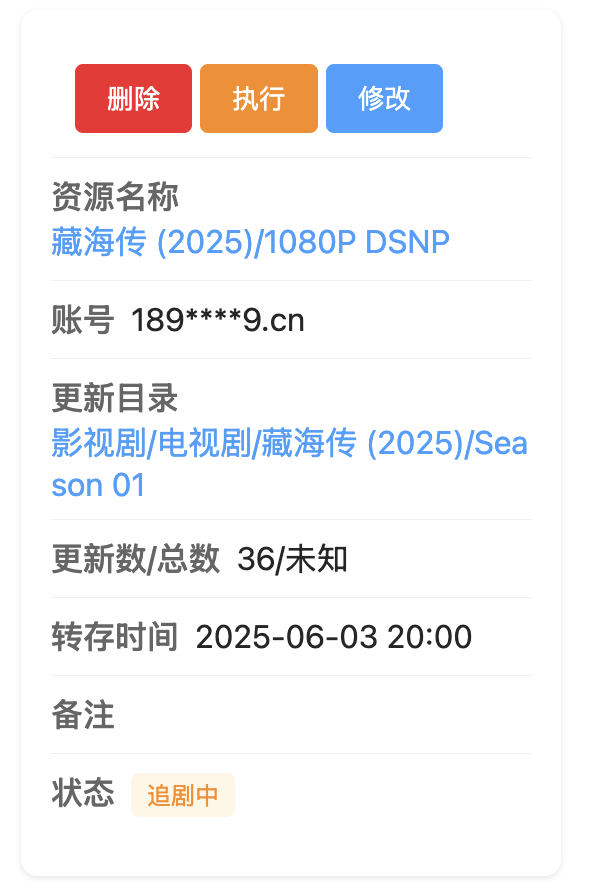 删除 执行 修改
资源名称
藏海传 (2025)/1080P DSNP
账号 189****9.cn
更新目录
影视剧/电视剧/藏海传 (2025)/Sea
son 01
更新数/总数 36/未知
转存时间 2025-06-03 20:00
备注
状态 追剧中